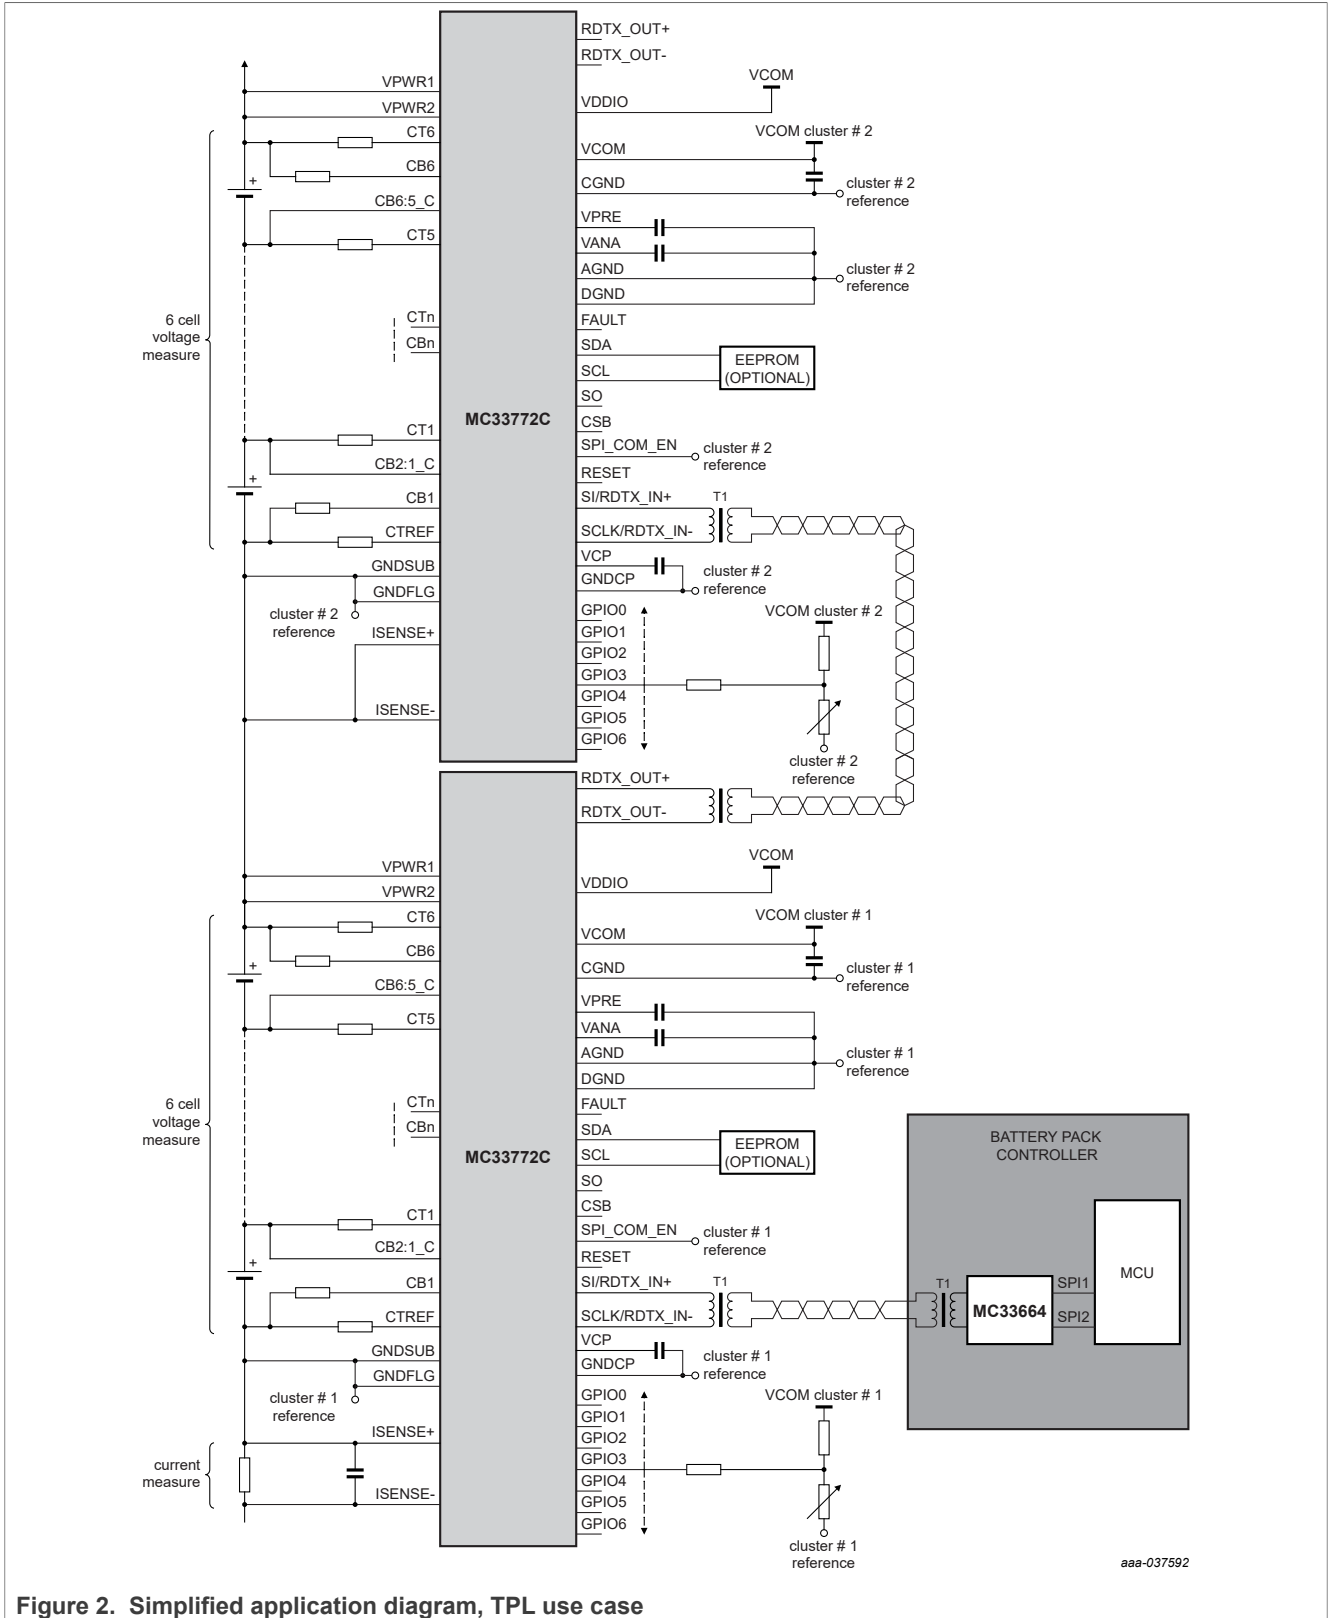 RDTX_OUT+
RDTX_OUT-
VCOM
VPWR1
VDDIO
VPWR2
VCOM cluster # 2
CT6
VCOM
CB6
CGND
cluster # 2
reference
CB6:5_C
VPRE
CT5
VANA
AGND
cluster # 2
reference
DGND
6 cell
voltage
measure
CTn
CBn
FAULT
SDA
SCL
EEPROM
(OPTIONAL)
SO
MC33772C
CSB
CT1
SPI_COM_EN
cluster # 2
reference
CB2:1_C
RESET
CB1
SI/RDTX_IN+
T1
CTREF
SCLK/RDTX_IN-
VCP
GNDSUB
GNDCP
cluster # 2
reference
GNDFLG
cluster # 2
reference
GPIO0
VCOM cluster # 2
ISENSE+
GPIO1
GPIO2
GPIO3
GPIO4
ISENSE-
GPIO5
GPIO6
cluster # 2
reference
RDTX_OUT+
RDTX_OUT-
VCOM
VPWR1
VDDIO
VPWR2
VCOM cluster # 1
CT6
VCOM
CB6
CGND
cluster # 1
reference
CB6:5_C
VPRE
CT5
VANA
AGND
cluster # 1
reference
DGND
6 cell
voltage
measure
CTn
CBn
FAULT
SDA
SCL
EEPROM
(OPTIONAL)
BATTERY PACK
CONTROLLER
MC33772C
SO
CSB
CT1
SPI_COM_EN
cluster # 1
reference
CB2:1_C
RESET
CB1
SI/RDTX_IN+
T1
T1
MC33664
SPI1
SPI2
MCU
CTREF
SCLK/RDTX_IN-
VCP
GNDSUB
GNDCP
cluster # 1
reference
GNDFLG
cluster # 1
reference
GPIO0
VCOM cluster # 1
ISENSE+
GPIO1
GPIO2
current
measure
GPIO3
GPIO4
ISENSE-
GPIO5
GPIO6
cluster # 1
reference
aaa-037592
Figure 2. Simplified application diagram, TPL use case